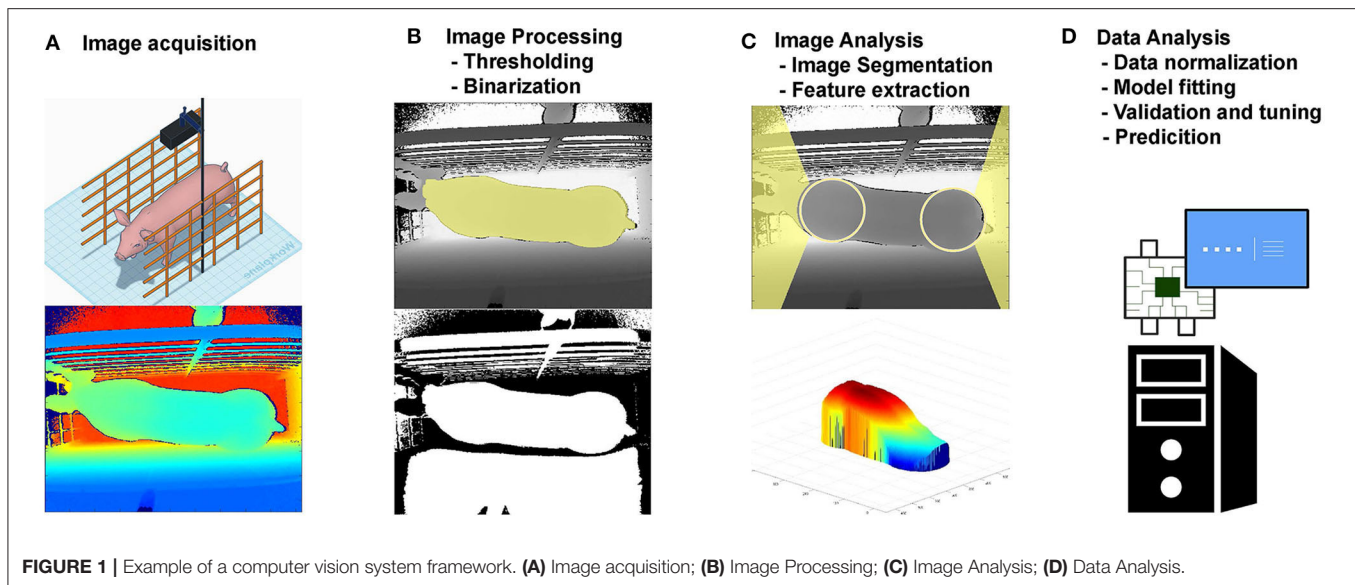 A Image acquisition
B Image Processing
- Thresholding
- Binarization
C Image Analysis
- Image Segmentation
- Feature extraction
D Data Analysis
- Data normalization
- Model fitting
- Validation and tuning
- Predicition
Workplane
FIGURE 1 | Example of a computer vision system framework. (A) Image acquisition; (B) Image Processing; (C) Image Analysis; (D) Data Analysis.